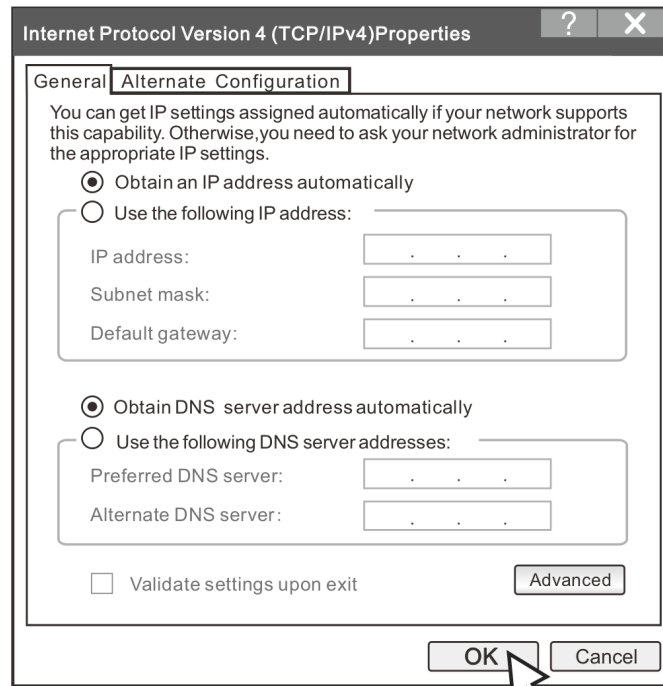 Internet Protocol Version 4 (TCP/IPv4)Properties
? X
General Alternate Configuration
You can get IP settings assigned automatically if your network supports
this capability. Otherwise,you need to ask your network administrator for
the appropriate IP settings.
Obtain an IP address automatically
Use the following IP address:
IP address:
Subnet mask:
Default gateway:
Obtain DNS server address automatically
Use the following DNS server addresses:
Preferred DNS server:
Alternate DNS server:
Validate settings upon exit
Advanced
OK Cancel